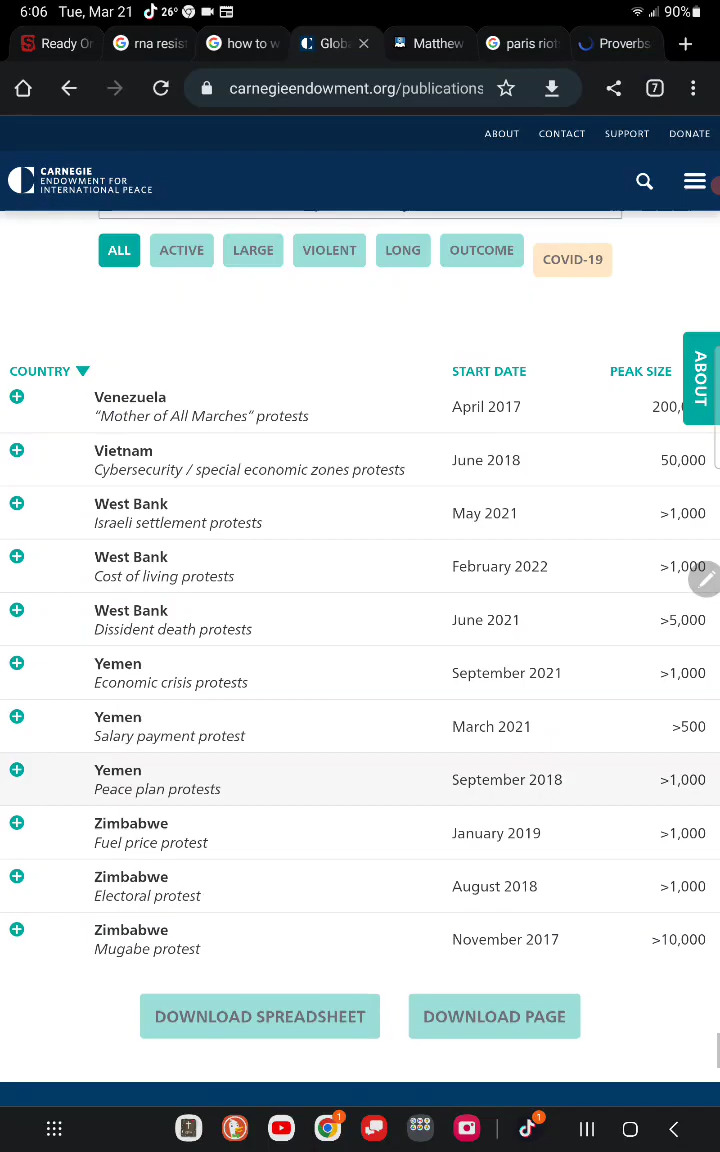 6:06 Tue, Mar 21 26°
90%
Ready Or
rna resis
how to w
Globa
Matthew
paris riot
Proverbs
carnegieendowment.org/publications
7
ABOUT CONTACT SUPPORT DONATE
CARNEGIE
ENDOWMENT FOR
INTERNATIONAL PEACE
ALL ACTIVE LARGE VIOLENT LONG OUTCOME COVID-19
ABOUT
COUNTRY START DATE PEAK SIZE
Venezuela
"Mother of All Marches" protests April 2017 200,
Vietnam
Cybersecurity / special economic zones protests June 2018 50,000
West Bank
Israeli settlement protests May 2021 >1,000
West Bank
Cost of living protests February 2022 >1,000
West Bank
Dissident death protests June 2021 >5,000
Yemen
Economic crisis protests September 2021 >1,000
Yemen
Salary payment protest March 2021 >500
Yemen
Peace plan protests September 2018 >1,000
Zimbabwe
Fuel price protest January 2019 >1,000
Zimbabwe
Electoral protest August 2018 >1,000
Zimbabwe
Mugabe protest November 2017 >10,000
DOWNLOAD SPREADSHEET DOWNLOAD PAGE
1 1